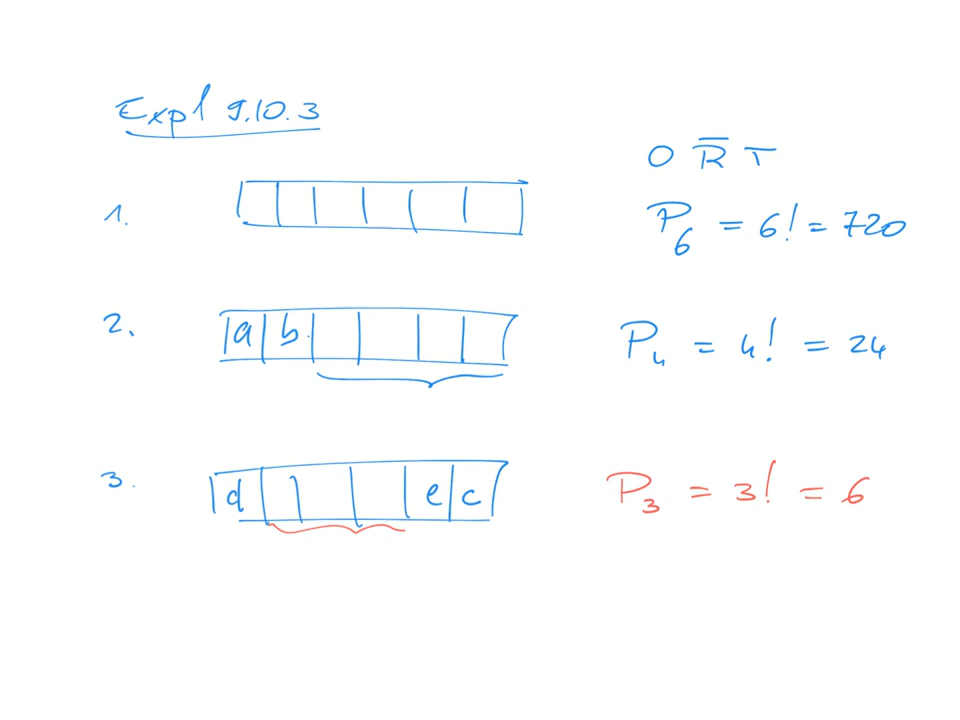 Expl 9.10.3
O R̅ T
1.
P₆ = 6! = 720
2.
a b
P₄ = 4! = 24
3.
d e c
P₃ = 3! = 6